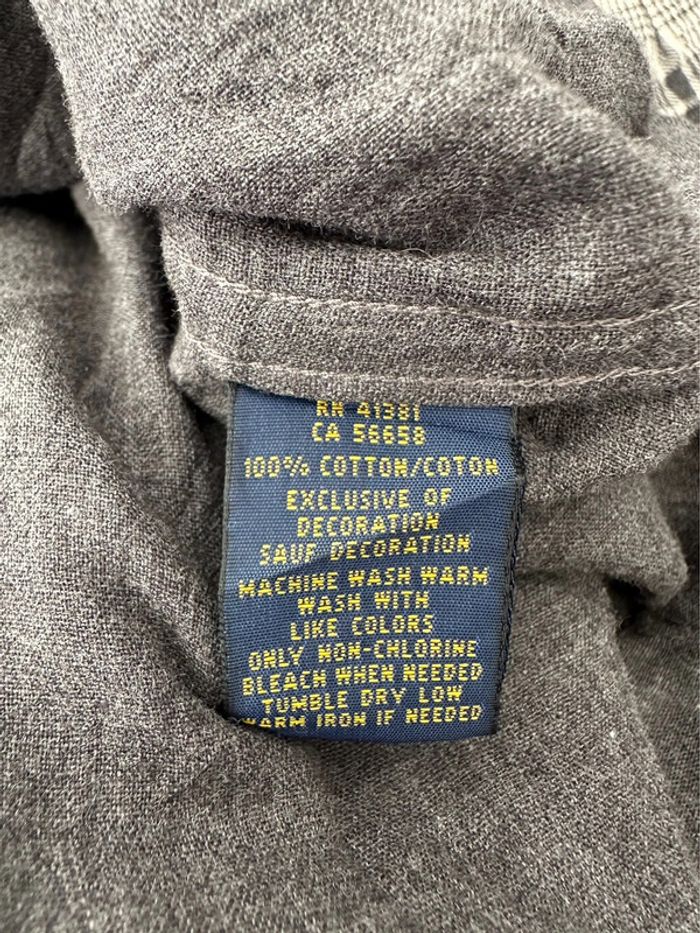 RN 41381
CA 56658
100% COTTON/COTON
EXCLUSIVE OF
DECORATION
SAUF DECORATION
MACHINE WASH WARM
WASH WITH
LIKE COLORS
ONLY NON-CHLORINE
BLEACH WHEN NEEDED
TUMBLE DRY LOW
WARM IRON IF NEEDED